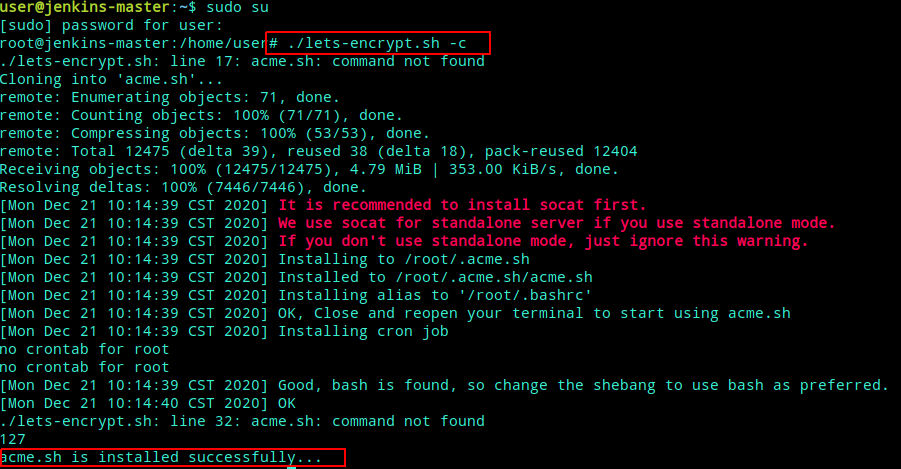 user@jenkins-master:~$ sudo su
[sudo] password for user:
root@jenkins-master:/home/user# ./lets-encrypt.sh -c
./lets-encrypt.sh: line 17: acme.sh: command not found
Cloning into 'acme.sh'...
remote: Enumerating objects: 71, done.
remote: Counting objects: 100% (71/71), done.
remote: Compressing objects: 100% (53/53), done.
remote: Total 12475 (delta 39), reused 38 (delta 18), pack-reused 12404
Receiving objects: 100% (12475/12475), 4.79 MiB | 353.00 KiB/s, done.
Resolving deltas: 100% (7446/7446), done.
[Mon Dec 21 10:14:39 CST 2020] It is recommended to install socat first.
[Mon Dec 21 10:14:39 CST 2020] We use socat for standalone server if you use standalone mode.
[Mon Dec 21 10:14:39 CST 2020] If you don't use standalone mode, just ignore this warning.
[Mon Dec 21 10:14:39 CST 2020] Installing to /root/.acme.sh
[Mon Dec 21 10:14:39 CST 2020] Installed to /root/.acme.sh/acme.sh
[Mon Dec 21 10:14:39 CST 2020] Installing alias to '/root/.bashrc'
[Mon Dec 21 10:14:39 CST 2020] OK, Close and reopen your terminal to start using acme.sh
[Mon Dec 21 10:14:39 CST 2020] Installing cron job
no crontab for root
no crontab for root
[Mon Dec 21 10:14:39 CST 2020] Good, bash is found, so change the shebang to use bash as preferred.
[Mon Dec 21 10:14:40 CST 2020] OK
./lets-encrypt.sh: line 32: acme.sh: command not found
127
acme.sh is installed successfully...